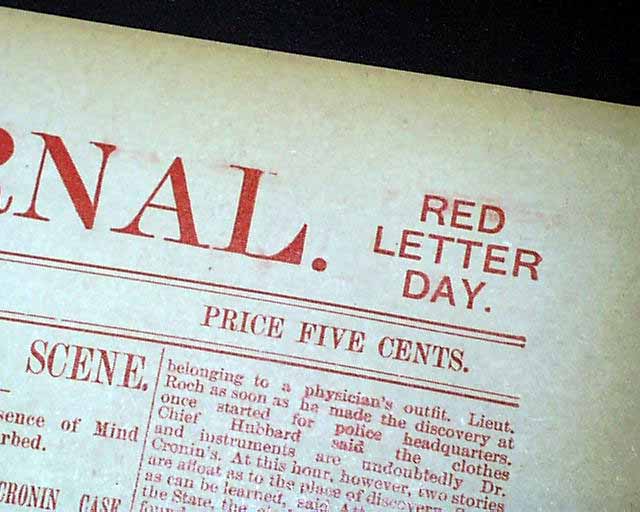 RNAL.
RED
LETTER
DAY.
PRICE FIVE CENTS.
SCENE.
sence of Mind
rbed.
CRONIN CASE
belonging to a physician's outfit. Lieut.
Roch as soon as he made the discovery at
once started for police headquarters.
Chief Hubbard said the clothes
and instruments are undoubtedly Dr.
Cronin's. At this hour, however, two stories
are afloat as to the place of discovery.
as can be learned, said
the State, the